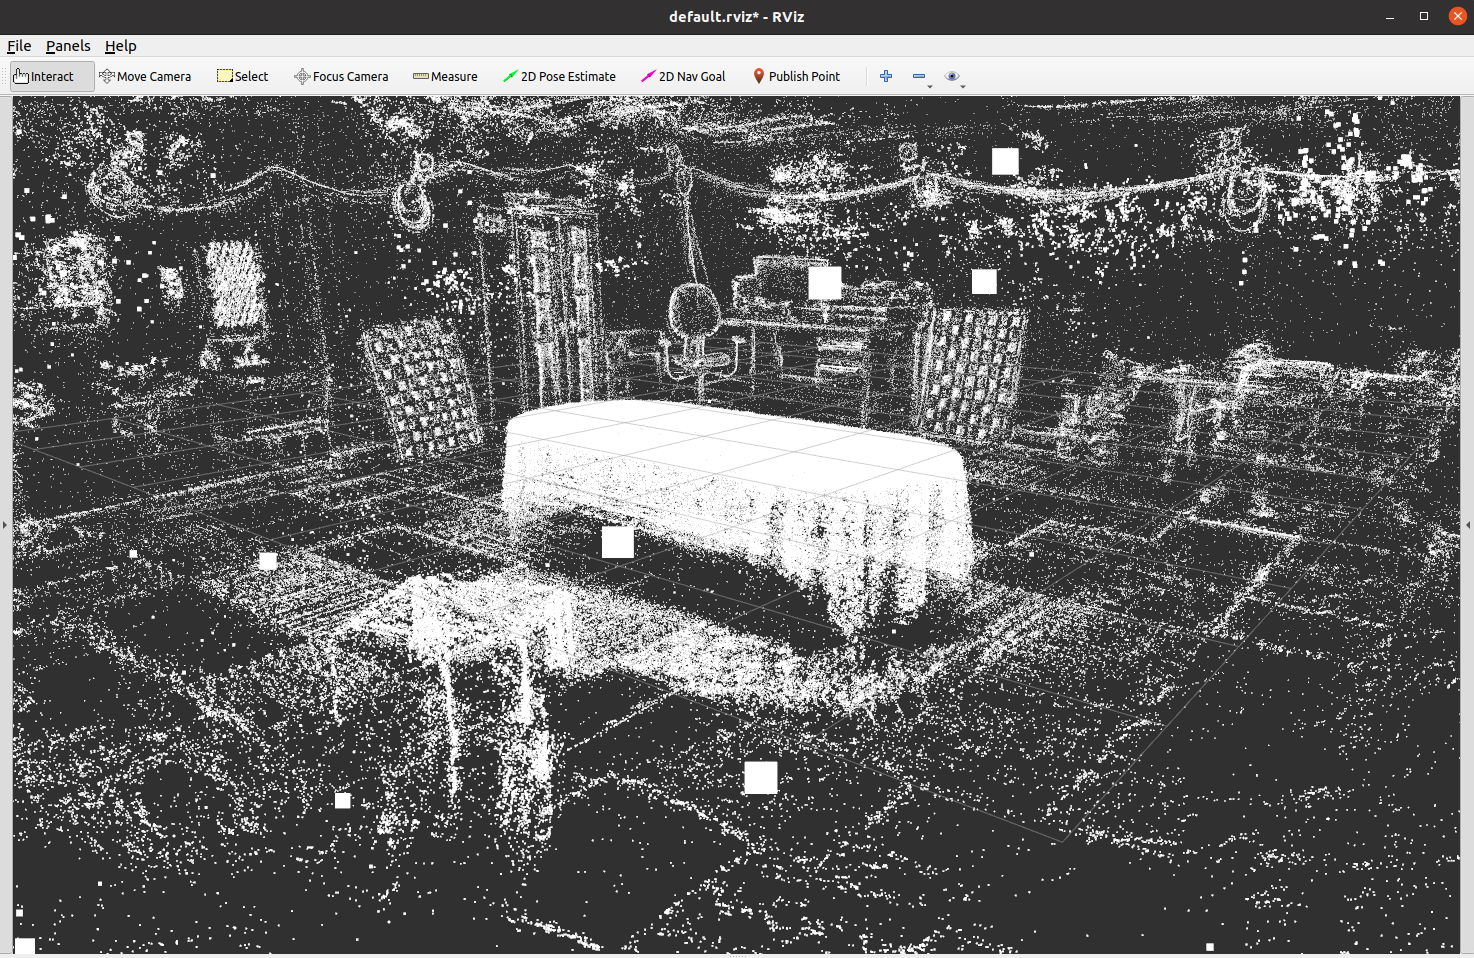 default.rviz* - RViz
File Panels Help
Interact Move Camera Select Focus Camera Measure 2D Pose Estimate 2D Nav Goal Publish Point